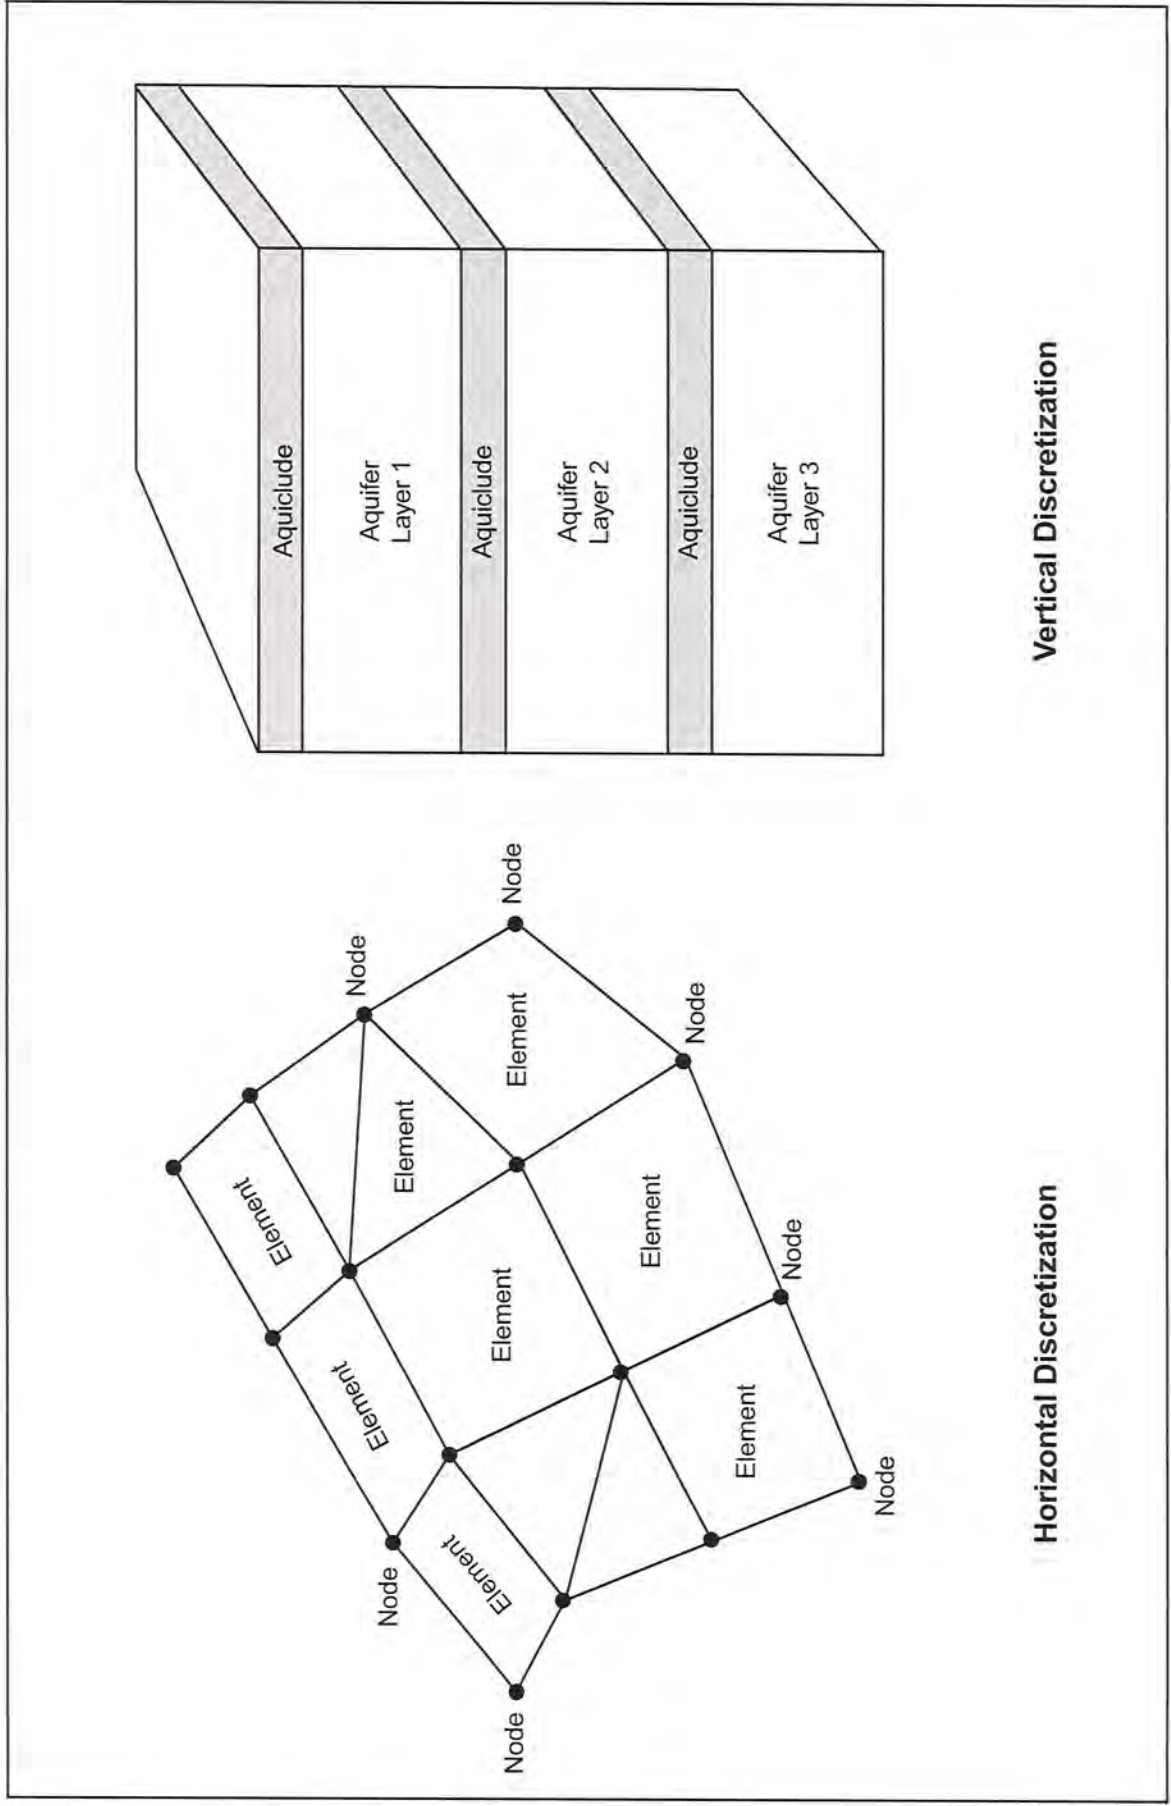 Element
Node
Element
Node
Element
Element
Element
Node
Node
Element
Element
Node
Element
Node
Node
Horizontal Discretization
Aquiclude
Aquifer
Layer 1
Aquiclude
Aquifer
Layer 2
Aquiclude
Aquifer
Layer 3
Vertical Discretization